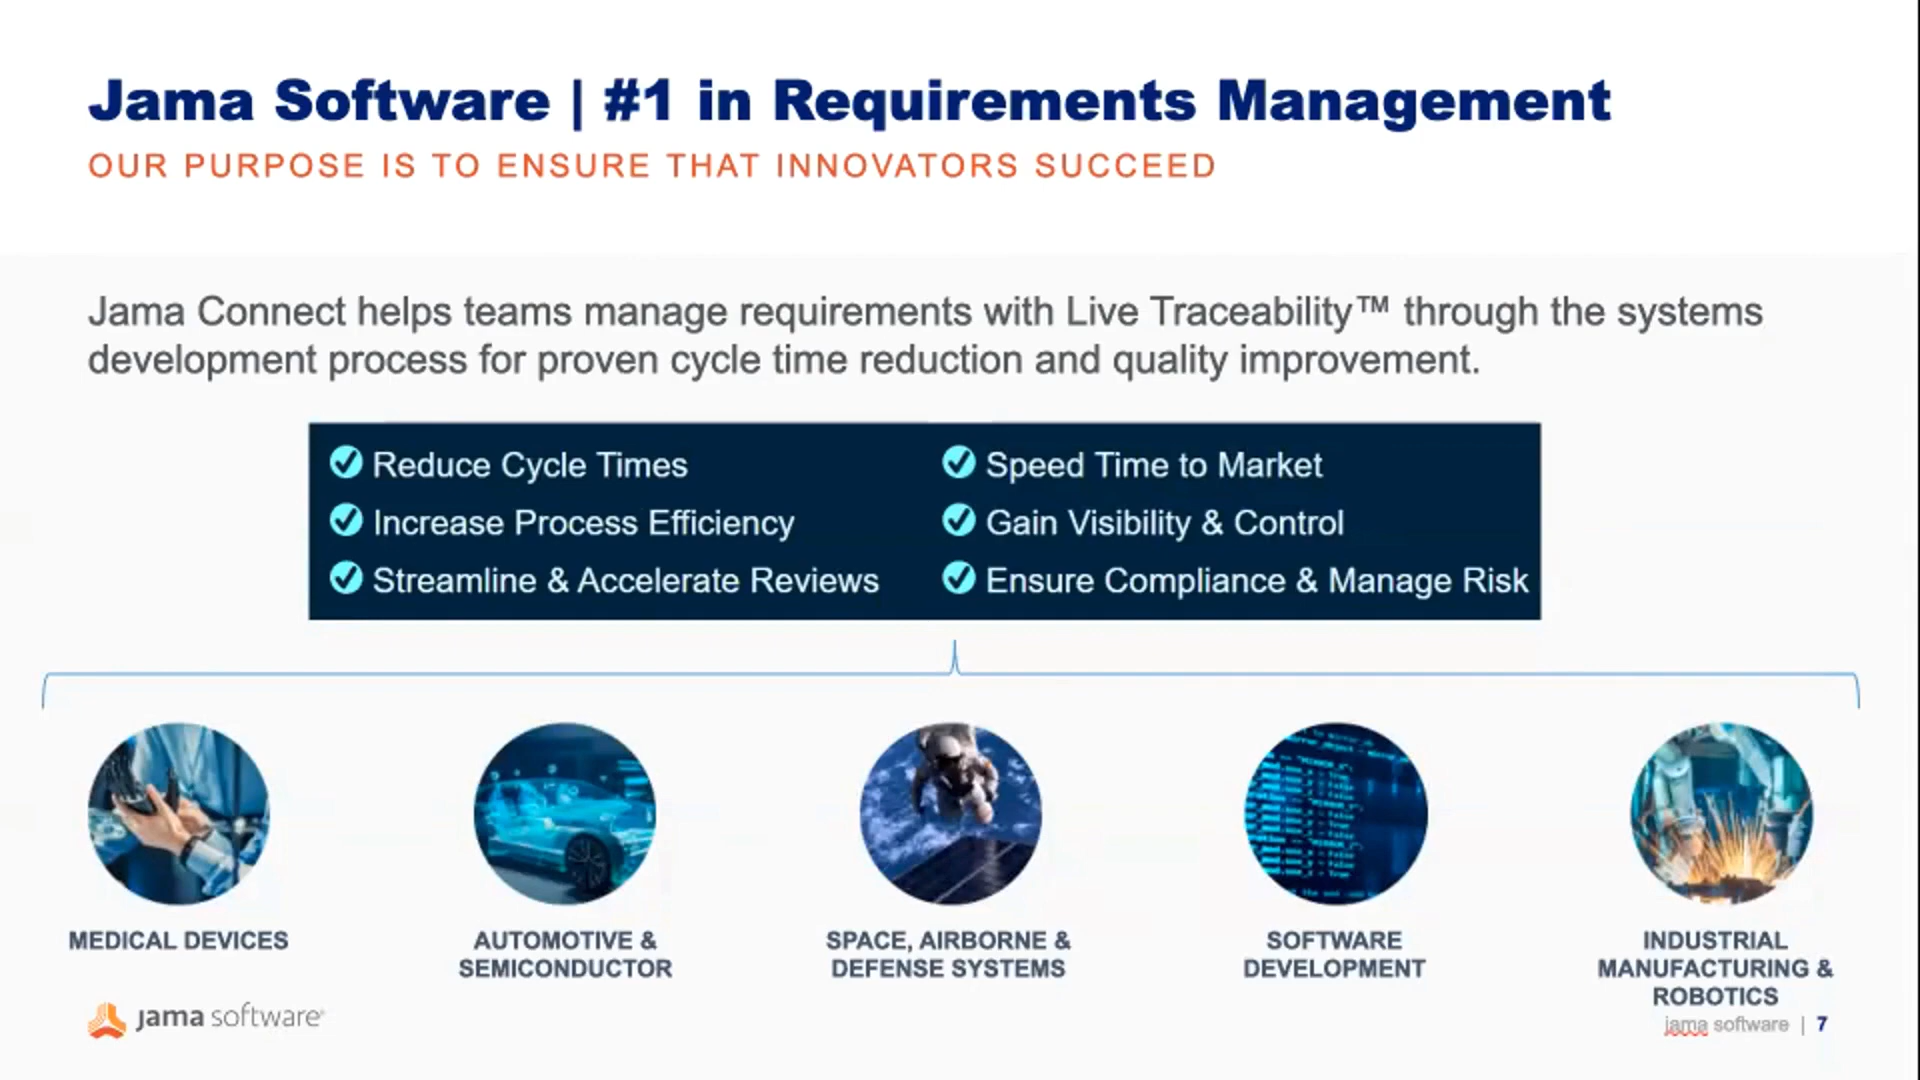 Jama Software | #1 in Requirements Management
OUR PURPOSE IS TO ENSURE THAT INNOVATORS SUCCEED
Jama Connect helps teams manage requirements with Live Traceability™ through the systems
development process for proven cycle time reduction and quality improvement.
Reduce Cycle Times
Increase Process Efficiency
Streamline & Accelerate Reviews
Speed Time to Market
Gain Visibility & Control
Ensure Compliance & Manage Risk
MEDICAL DEVICES
AUTOMOTIVE &
SEMICONDUCTOR
SPACE, AIRBORNE &
DEFENSE SYSTEMS
SOFTWARE
DEVELOPMENT
INDUSTRIAL
MANUFACTURING &
ROBOTICS
jama software
jama software | 7